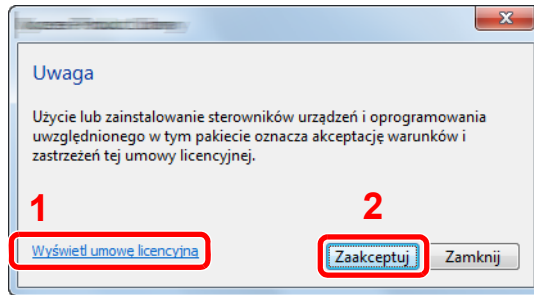 Uwaga
Użycie lub zainstalowanie sterowników urządzeń i oprogramowania
uwzględnionego w tym pakiecie oznacza akceptację warunków i
zastrzeżeń tej umowy licencyjnej.
1
2
Wyświetl umowę licencyjną
Zaakceptuj
Zamknij